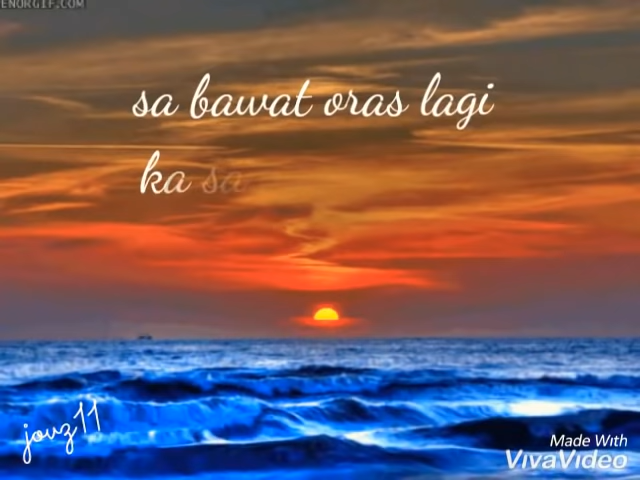 ENORGIF.COM
sa bawat oras lagi
ka sa
jovz11
Made With
VivaVideo